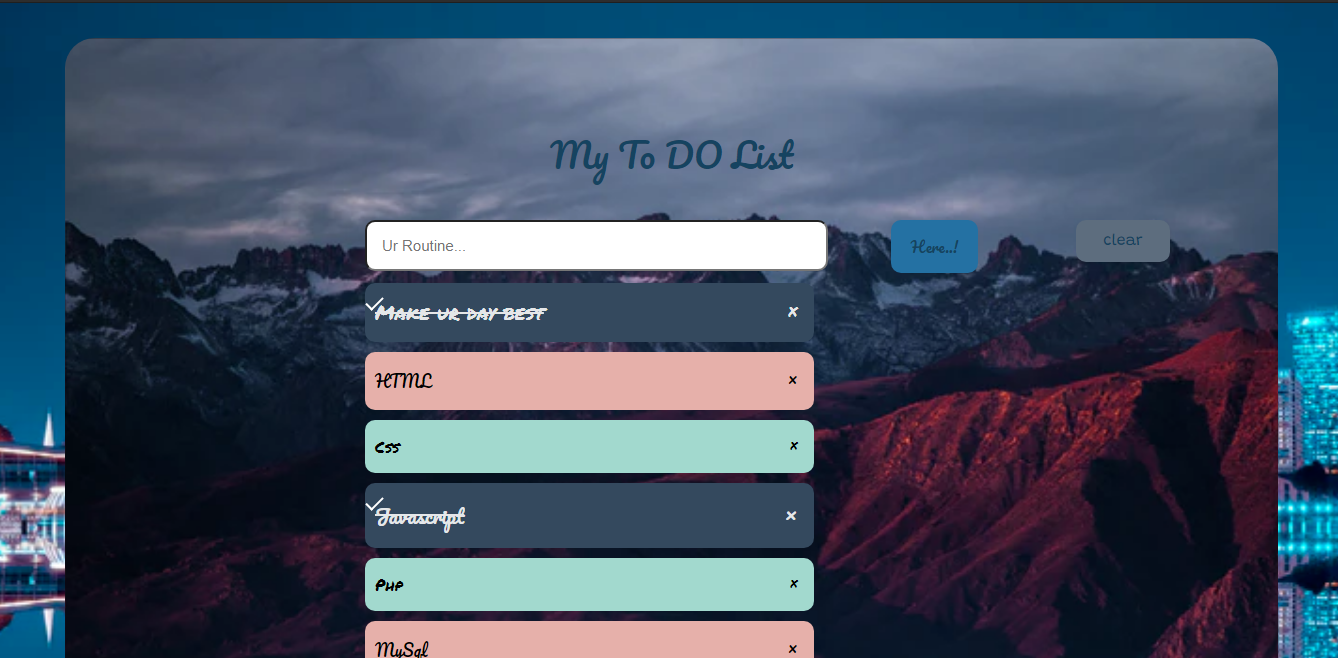 My To DO List
Ur Routine...
Here..!
clear
Make ur day best
×
HTML
×
Css
×
Javascript
×
Php
×
MySql
×